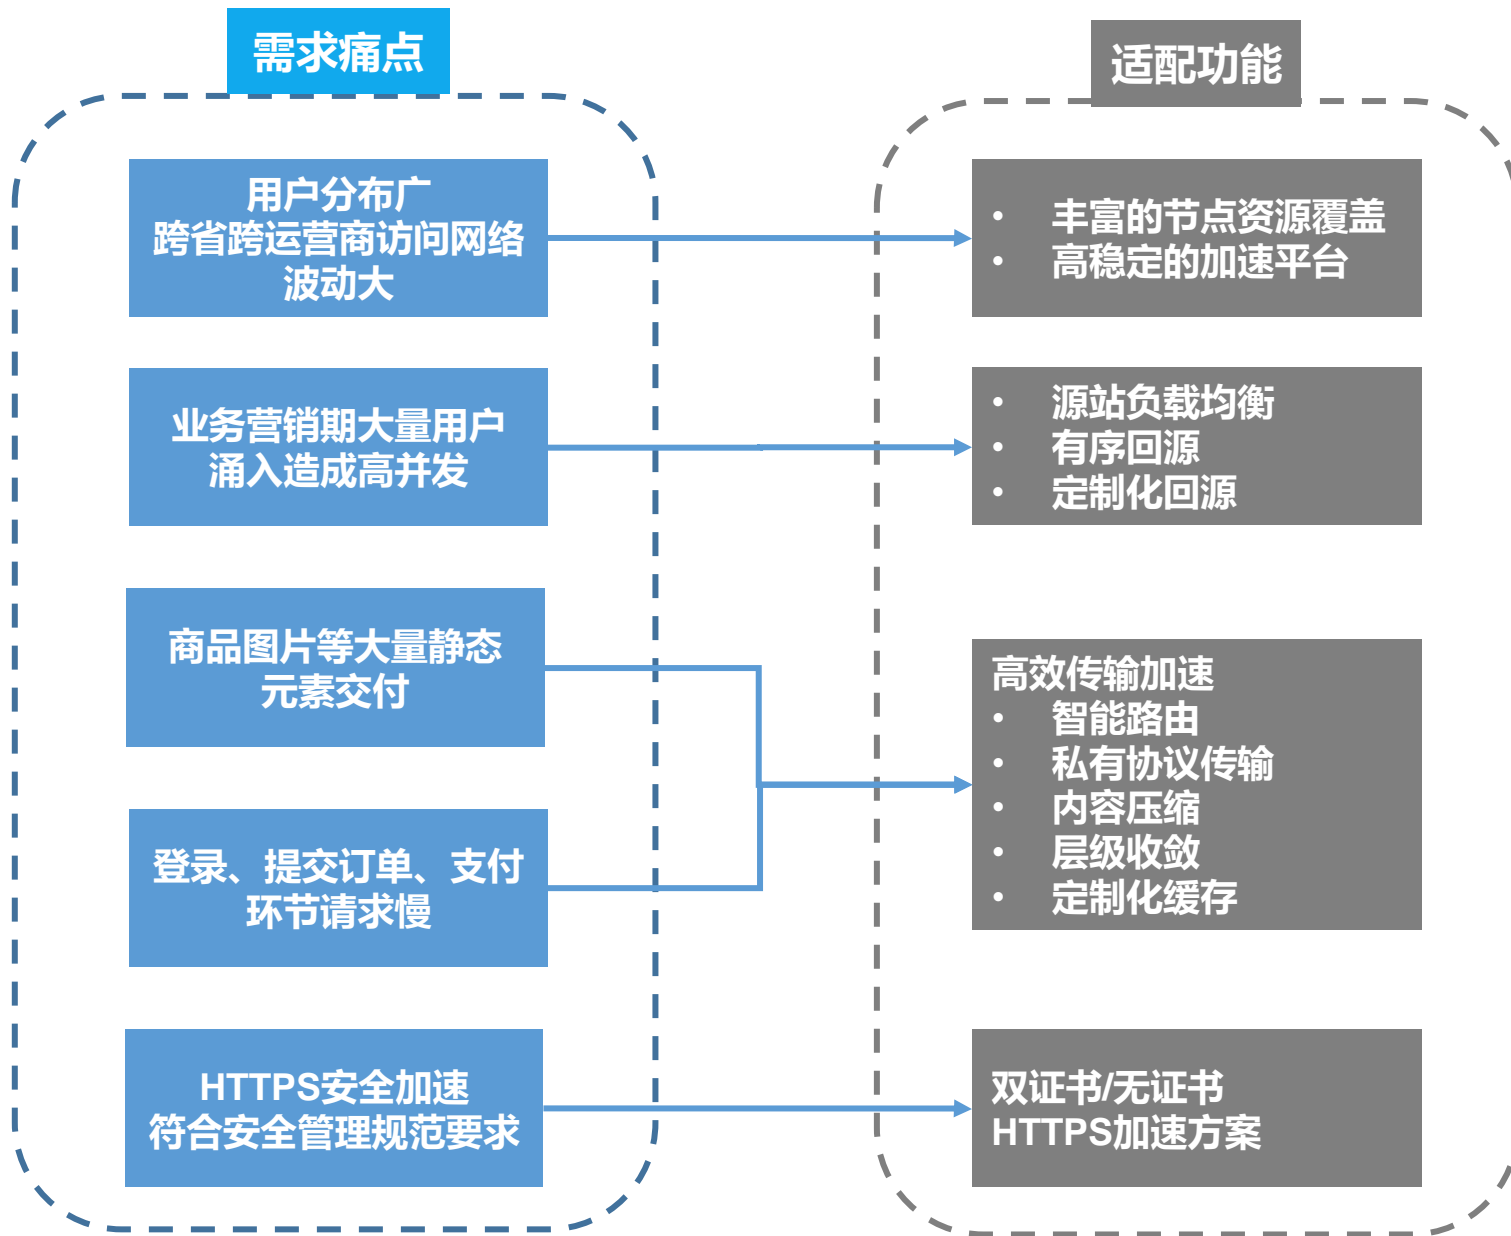 需求痛点
用户分布广
跨省跨运营商访问网络
波动大
业务营销期大量用户
涌入造成高并发
商品图片等大量静态
元素交付
登录、提交订单、支付
环节请求慢
HTTPS安全加速
符合安全管理规范要求
适配功能
• 丰富的节点资源覆盖
• 高稳定的加速平台
• 源站负载均衡
• 有序回源
• 定制化回源
高效传输加速
• 智能路由
• 私有协议传输
• 内容压缩
• 层级收敛
• 定制化缓存
双证书/无证书
HTTPS加速方案